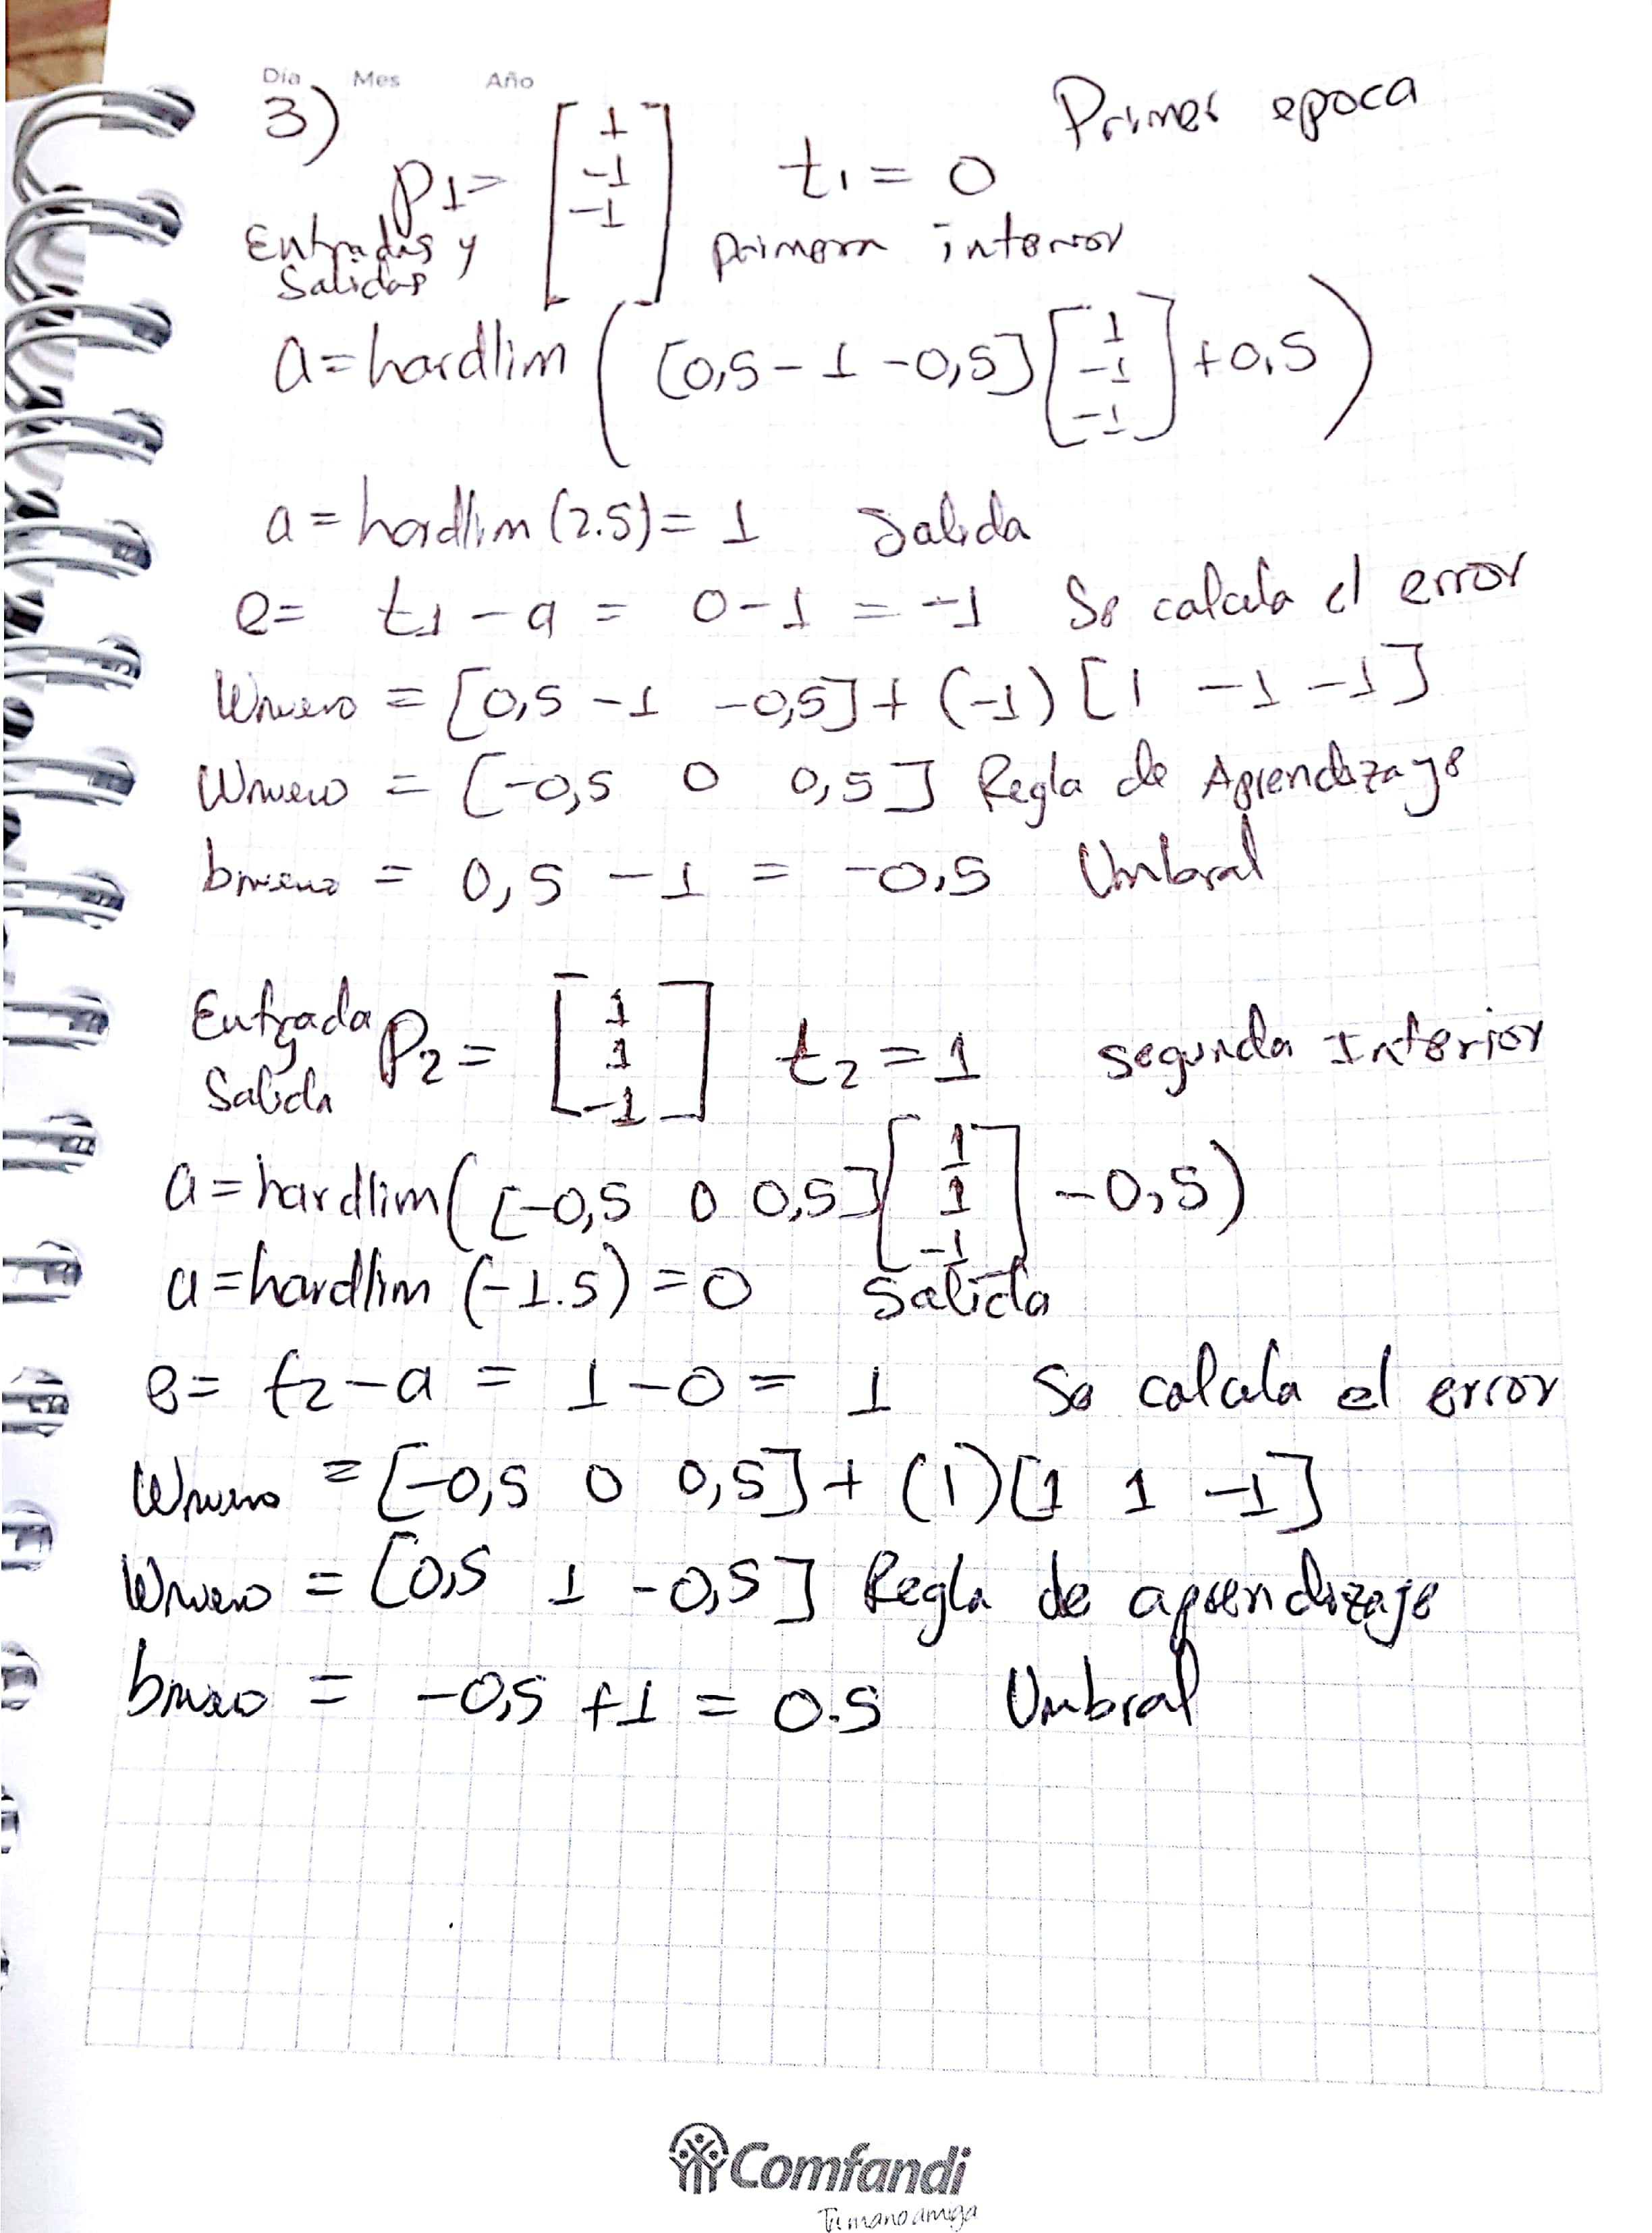 Día Mes Año
3) Primer epoca
P1= [1 -1 -1] t1 = 0
Entradas y Salidas primera interior
a=hardlim ([0,5 -1 -0,5] [1 -1 -1] +0,5)
a = hardlim (2.5) = 1 Salida
e= t1 - a = 0-1 = -1 Se calcula el error
Wnuevo = [0,5 -1 -0,5] + (-1) [1 -1 -1]
Wnuevo = [-0,5 0 0,5] Regla de Aprendizaje
bnuevo = 0,5 - 1 = -0,5 Umbral
Entrada y Salida P2 = [1 1 -1] t2 = 1 segunda Interior
a = hardlim ([-0,5 0 0,5] [1 1 -1] -0,5)
a = hardlim (-1.5) = 0 Salida
e= t2 - a = 1 - 0 = 1 Se calcula el error
Wnuevo = [-0,5 0 0,5] + (1) [1 1 -1]
Wnuevo = [0,5 1 -0,5] Regla de aprendizaje
bnuevo = -0,5 +1 = 0.5 Umbral
Comfandi
Tu mano amiga